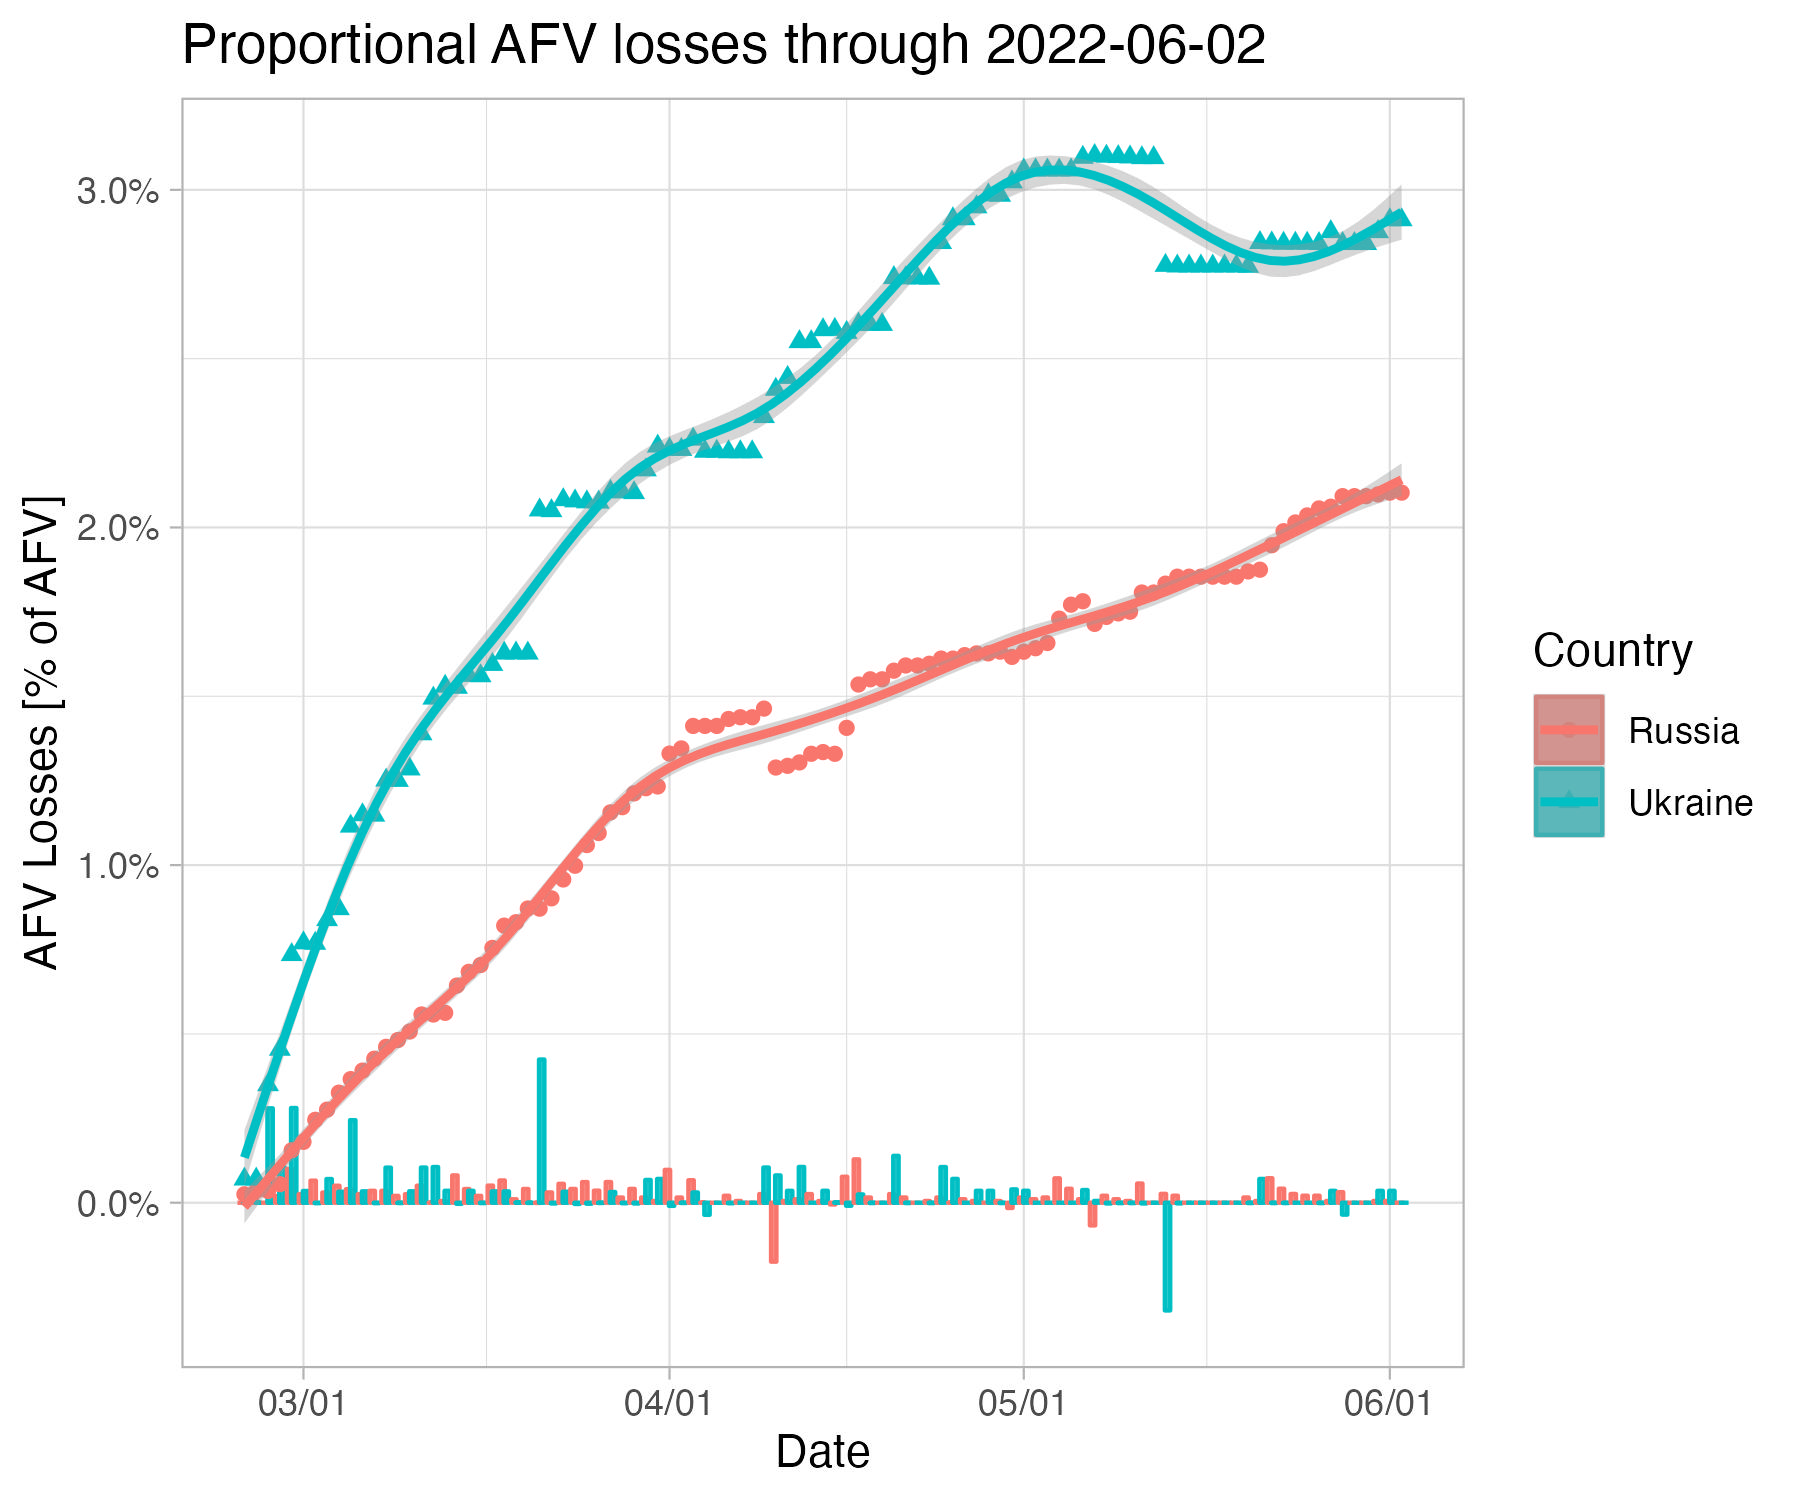 Proportional AFV losses through 2022-06-02
AFV Losses [% of AFV]
3.0%
2.0%
1.0%
0.0%
03/01
04/01
05/01
06/01
Date
Country
Russia
Ukraine